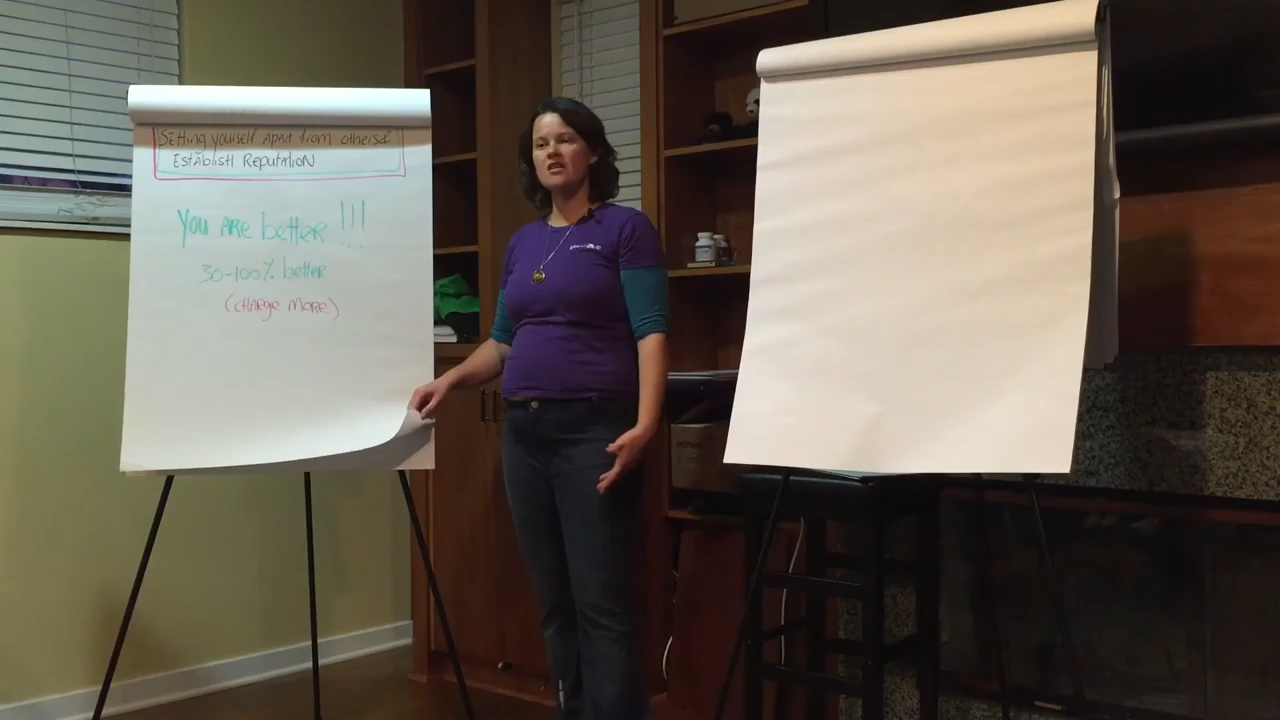 Setting yourself Apart from others &
Establish Reputation
You are better !!!
30-100% better
(charge more)